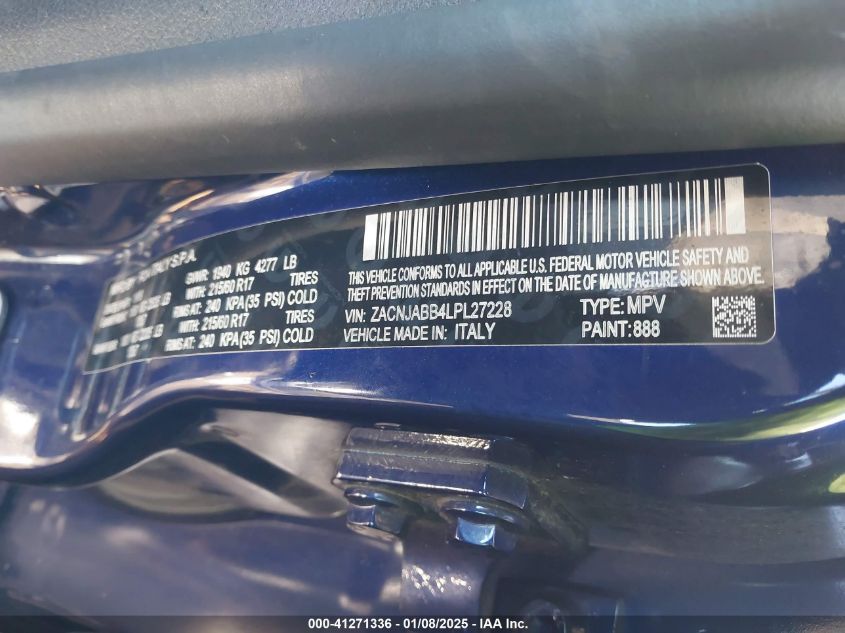 ITALY S.P.A.
GVWR: 1940 KG 4277 LB
WITH: 215/60 R17 TIRES
RIMS AT: 240 KPA(35 PSI) COLD
WITH: 215/60 R17 TIRES
RIMS AT: 240 KPA(35 PSI) COLD
THIS VEHICLE CONFORMS TO ALL APPLICABLE U.S. FEDERAL MOTOR VEHICLE SAFETY AND
THEFT PREVENTION STANDARDS IN EFFECT ON THE DATE OF MANUFACTURE SHOWN ABOVE.
VIN: ZACNJABB4LPL27228 TYPE: MPV
VEHICLE MADE IN: ITALY PAINT:888
000-41271336 - 01/08/2025 - IAA Inc.